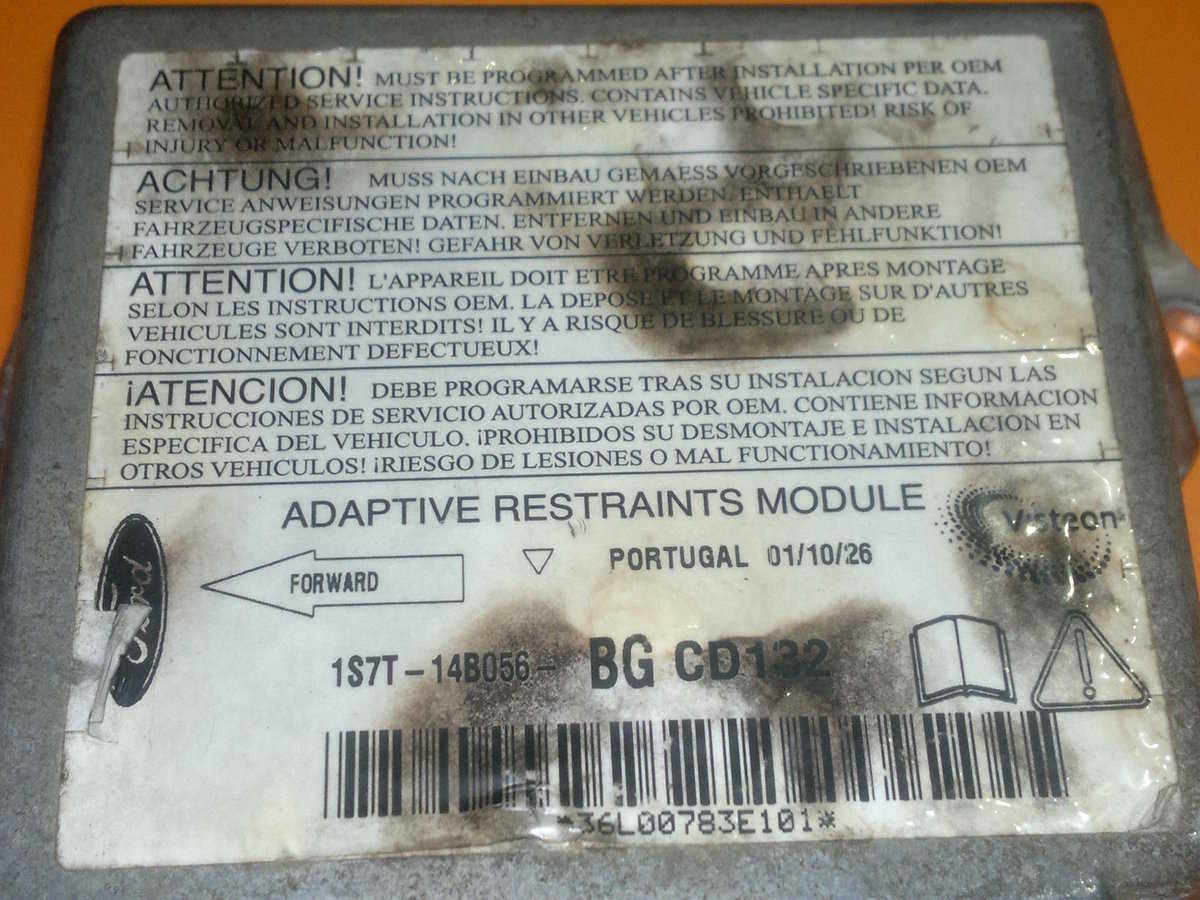 ATTENTION! MUST BE PROGRAMMED AFTER INSTALLATION PER OEM
AUTHORIZED SERVICE INSTRUCTIONS. CONTAINS VEHICLE SPECIFIC DATA.
REMOVAL AND INSTALLATION IN OTHER VEHICLES PROHIBITED! RISK OF
INJURY OR MALFUNCTION!
ACHTUNG! MUSS NACH EINBAU GEMAESS VORGESCHRIEBENEN OEM
SERVICE ANWEISUNGEN PROGRAMMIERT WERDEN. ENTHAELT
FAHRZEUGSPECIFISCHE DATEN. ENTFERNEN UND EINBAU IN ANDERE
FAHRZEUGE VERBOTEN! GEFAHR VON VERLETZUNG UND FEHLFUNKTION!
ATTENTION! L'APPAREIL DOIT ETRE PROGRAMME APRES MONTAGE
SELON LES INSTRUCTIONS OEM. LA DEPOSE ET LE MONTAGE SUR D'AUTRES
VEHICULES SONT INTERDITS! IL Y A RISQUE DE BLESSURE OU DE
FONCTIONNEMENT DEFECTUEUX!
¡ATENCION! DEBE PROGRAMARSE TRAS SU INSTALACION SEGUN LAS
INSTRUCCIONES DE SERVICIO AUTORIZADAS POR OEM. CONTIENE INFORMACION
ESPECIFICA DEL VEHICULO. ¡PROHIBIDOS SU DESMONTAJE E INSTALACION EN
OTROS VEHICULOS! ¡RIESGO DE LESIONES O MAL FUNCIONAMIENTO!
ADAPTIVE RESTRAINTS MODULE
Visteon
Ford
FORWARD
PORTUGAL 01/10/26
1S7T-14B056- BG CD132
*36L00783E101*